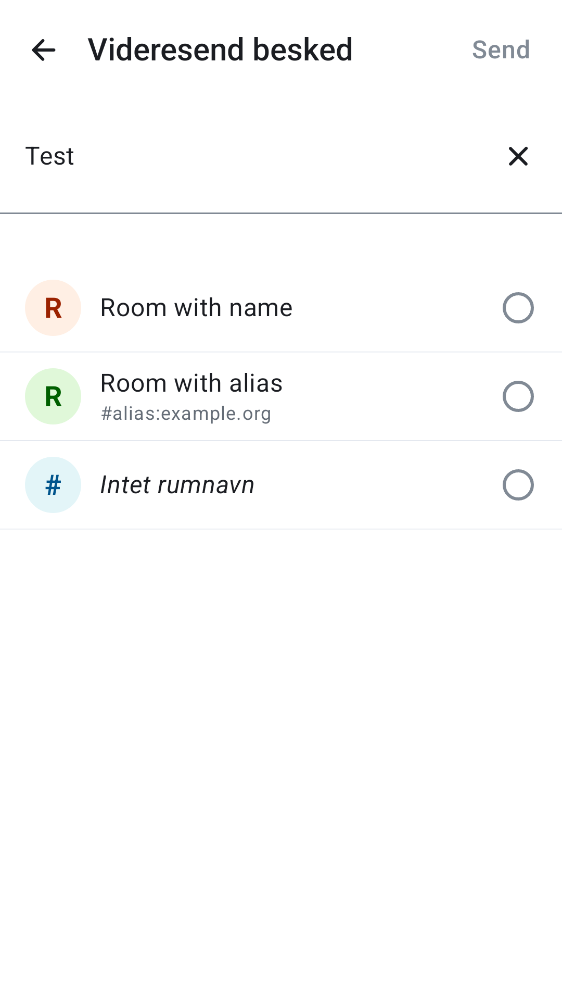 Videresend besked
Send
Test
R
Room with name
R
Room with alias
#alias:example.org
#
Intet rumnavn